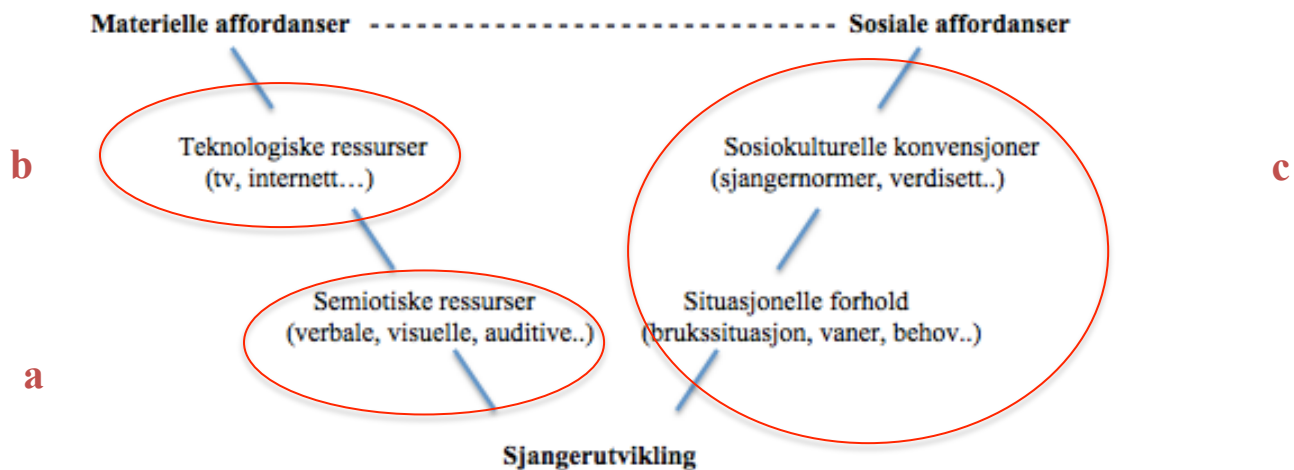 Materielle affordanser - - - - - - - - - - - - - - - - - - - - - - - - - - - - - - Sosiale affordanser
Teknologiske ressurser
(tv, internett…)
b
Sosiokulturelle konvensjoner
(sjangernormer, verdisett..)
c
Semiotiske ressurser
(verbale, visuelle, auditive..)
a
Situasjonelle forhold
(brukssituasjon, vaner, behov..)
Sjangerutvikling